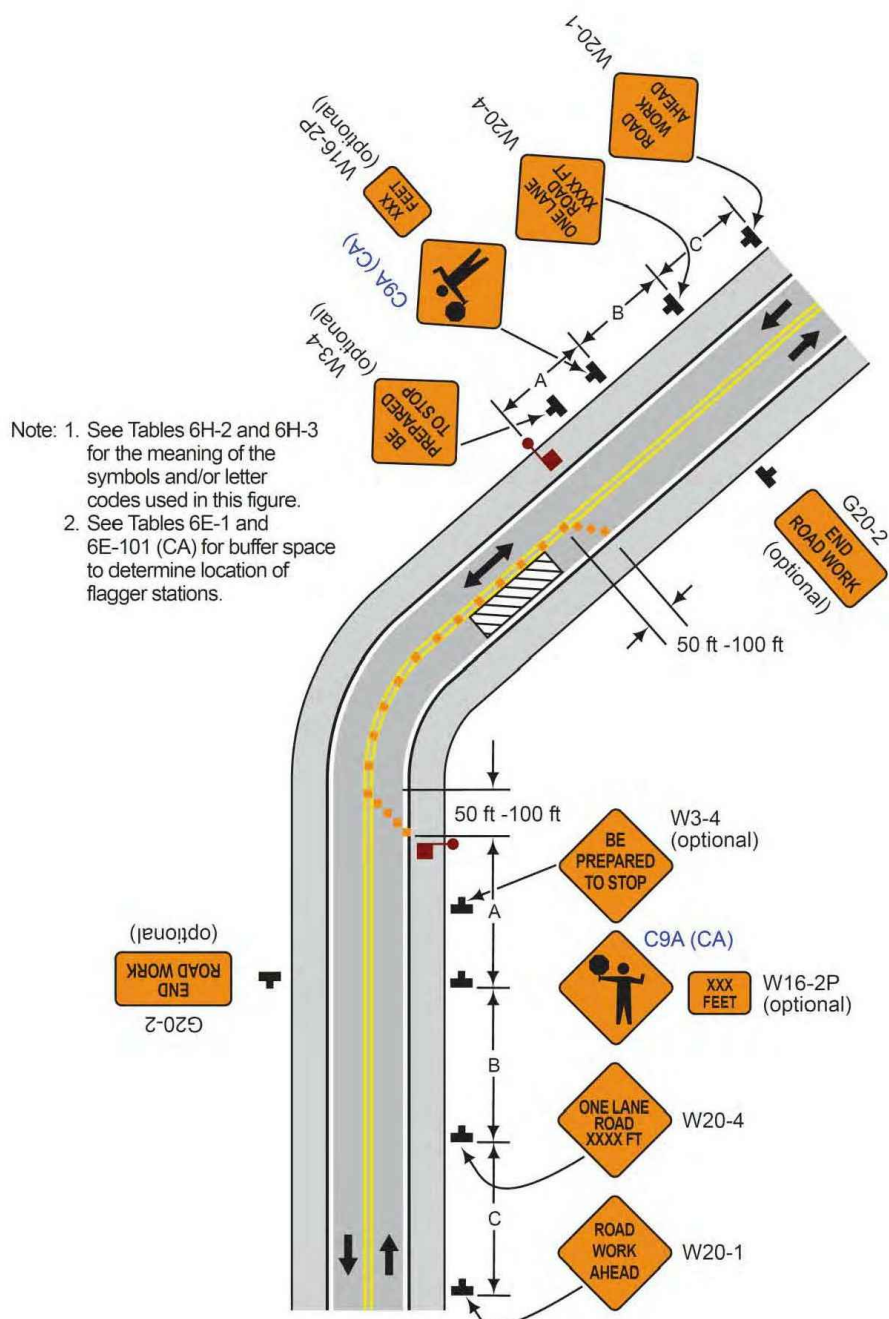 W20-1
ROAD
WORK
AHEAD
W20-4
ONE LANE
ROAD
XXXX FT
W16-2P
(optional)
XXX
FEET
C9A (CA)
W3-4
(optional)
BE
PREPARED
TO STOP
C
B
A
Note: 1. See Tables 6H-2 and 6H-3
for the meaning of the
symbols and/or letter
codes used in this figure.
2. See Tables 6E-1 and
6E-101 (CA) for buffer space
to determine location of
flagger stations.
G20-2
END
ROAD WORK
(optional)
50 ft -100 ft
50 ft -100 ft
A
BE
PREPARED
TO STOP
W3-4
(optional)
C9A (CA)
XXX
FEET
W16-2P
(optional)
G20-2
END
ROAD WORK
(optional)
B
ONE LANE
ROAD
XXXX FT
W20-4
C
ROAD
WORK
AHEAD
W20-1